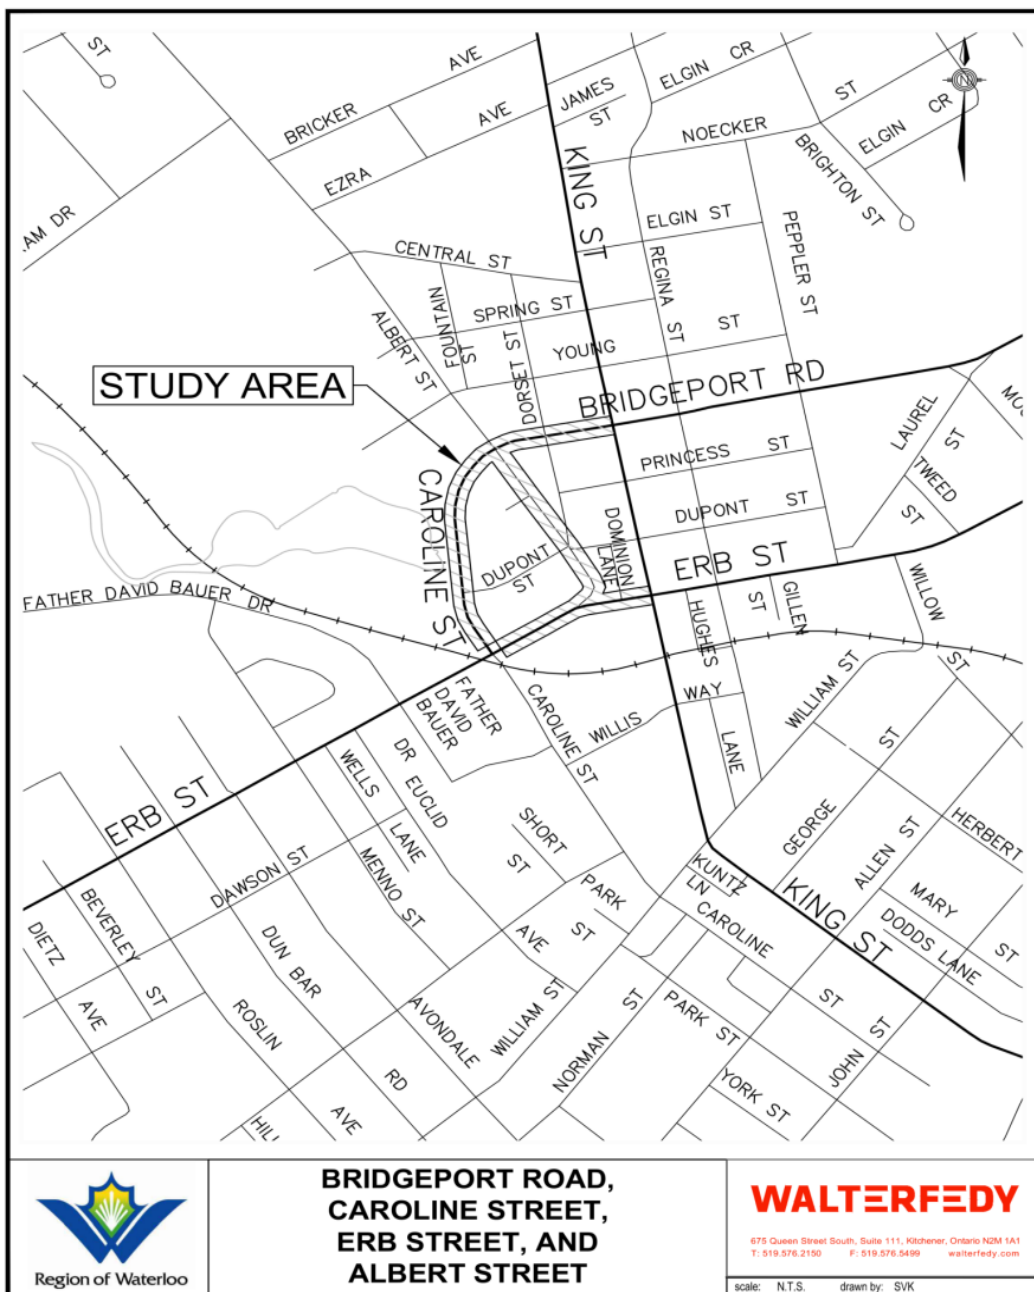 ST
BRICKER AVE
EZRA AVE
JAMES ST
ELGIN CR
NOECKER ST
ELGIN CR
BRIGHTON ST
N
AM DR
KING ST
CENTRAL ST
ELGIN ST
PEPPLER ST
REGINA ST
FOUNTAIN ST
SPRING ST
ALBERT ST
DORSET ST
YOUNG ST
STUDY AREA
BRIDGEPORT RD
LAUREL ST
PRINCESS ST
TWEED ST
CAROLINE ST
DUPONT ST
DOMINION LANE
DUPONT ST
ERB ST
FATHER DAVID BAUER DR
HUGHES LANE
GILLEN ST
WILLOW ST
WILLIAM ST
FATHER DAVID BAUER DR
CAROLINE ST
WILLIS WAY
ERB ST
WELLS LANE
EUCLID AVE
SHORT ST
GEORGE ST
HERBERT
ALLEN ST
DAWSON ST
MENNO ST
PARK ST
KUNTZ LN
KING ST
MARY ST
DODDS LANE
BEVERLEY ST
DIETZ AVE
CAROLINE ST
DUN BAR RD
ROSLIN AVE
AVONDALE
WILLIAM ST
NORMAN ST
PARK ST
JOHN ST
YORK ST
Region of Waterloo
BRIDGEPORT ROAD,
CAROLINE STREET,
ERB STREET, AND
ALBERT STREET
WALTERFEDY
675 Queen Street South, Suite 111, Kitchener, Ontario N2M 1A1
T: 519.576.2150 F: 519.576.5499 walterfedy.com
scale: N.T.S. drawn by: SVK